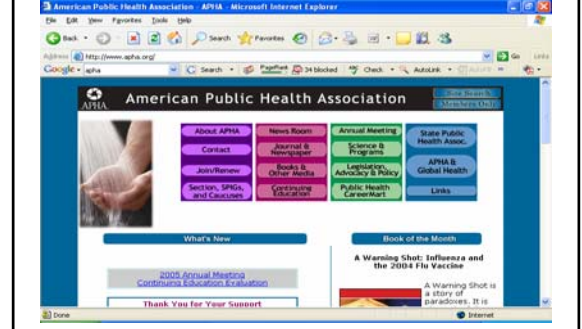 American Public Health Association - APHA - Microsoft Internet Explorer
File Edit View Favorites Tools Help
Back Search Favorites
Address http://www.apha.org/ Go Links
Google apha Search PageRank 34 blocked Check AutoLink
APHA American Public Health Association
Site Search
Members Only
About APHA
Contact
Join/Renew
Section, SPIGs,
and Caucuses
News Room
Journal &
Newspaper
Books &
Other Media
Continuing
Education
Annual Meeting
Science &
Programs
Legislation,
Advocacy & Policy
Public Health
CareerMart
State Public
Health Assoc.
APHA &
Global Health
Links
What's New
2005 Annual Meeting
Continuing Education Evaluation
Thank You for Your Support
Book of the Month
A Warning Shot: Influenza and
the 2004 Flu Vaccine
A Warning Shot is
a story of
paradoxes. It is
Done Internet